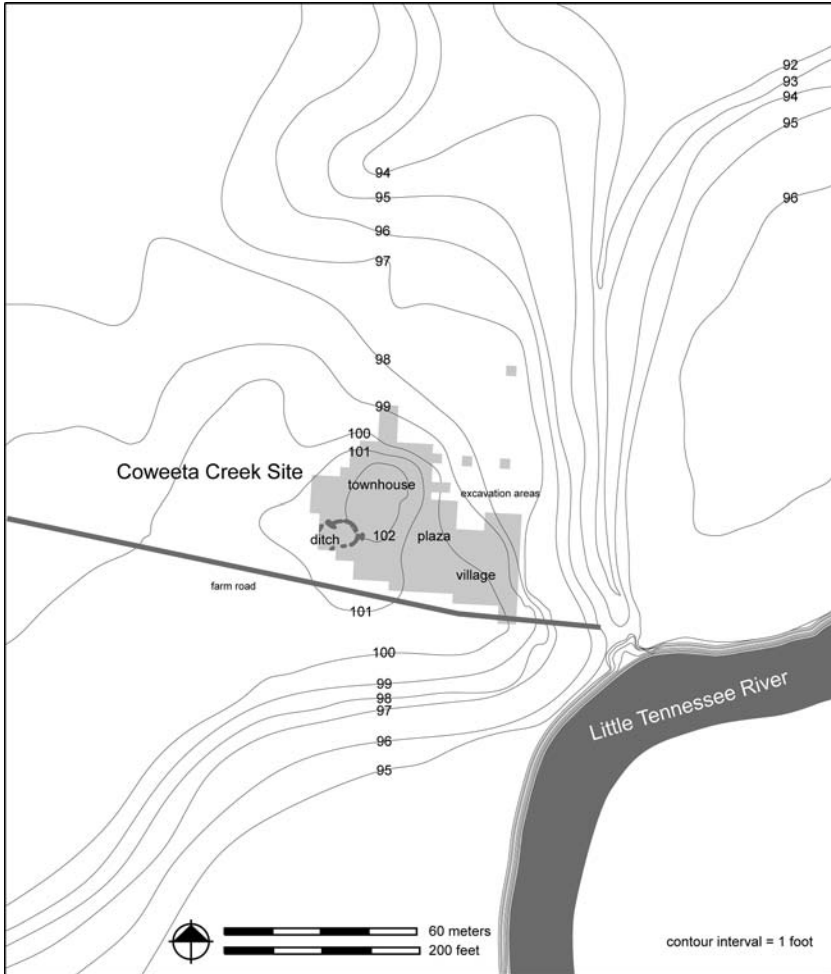 92
93
94
95
96
94
95
96
97
98
99
100
101
Coweeta Creek Site
townhouse
excavation areas
102
plaza
ditch
village
farm road
101
100
99
98
97
96
95
Little Tennessee River
60 meters
200 feet
contour interval = 1 foot